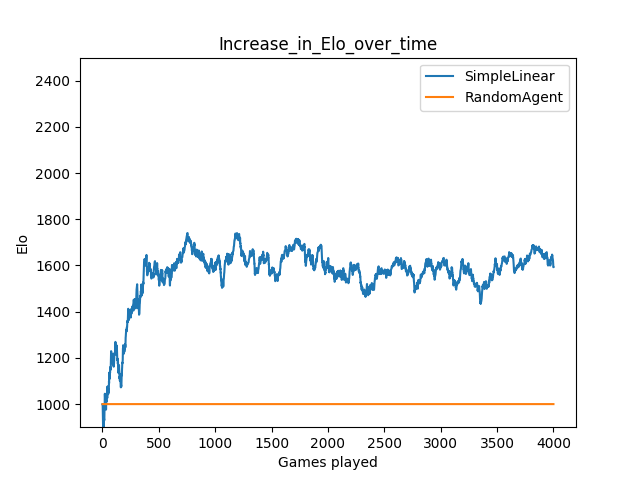 Increase_in_Elo_over_time
SimpleLinear
RandomAgent
2400
2200
2000
1800
1600
1400
1200
1000
Elo
0 500 1000 1500 2000 2500 3000 3500 4000
Games played